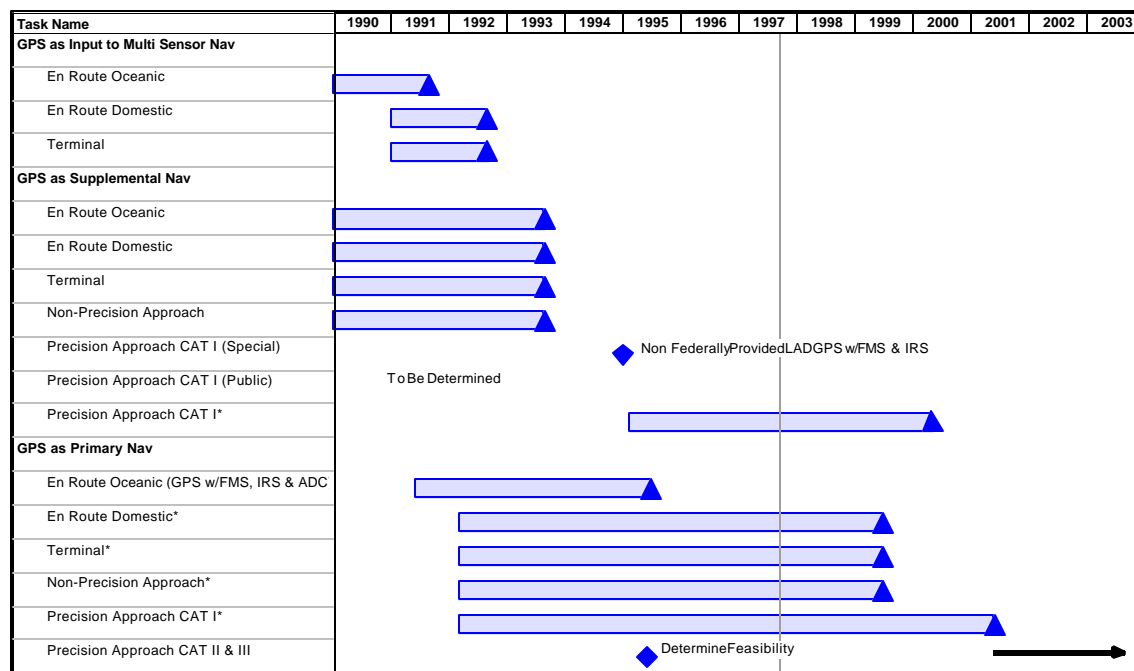 Task Name 1990 1991 1992 1993 1994 1995 1996 1997 1998 1999 2000 2001 2002 2003
GPS as Input to Multi Sensor Nav
En Route Oceanic
En Route Domestic
Terminal
GPS as Supplemental Nav
En Route Oceanic
En Route Domestic
Terminal
Non-Precision Approach
Precision Approach CAT I (Special) Non FederallyProvidedLADGPS w/FMS & IRS
Precision Approach CAT I (Public) To Be Determined
Precision Approach CAT I*
GPS as Primary Nav
En Route Oceanic (GPS w/FMS, IRS & ADC
En Route Domestic*
Terminal*
Non-Precision Approach*
Precision Approach CAT I*
Precision Approach CAT II & III DetermineFeasibility